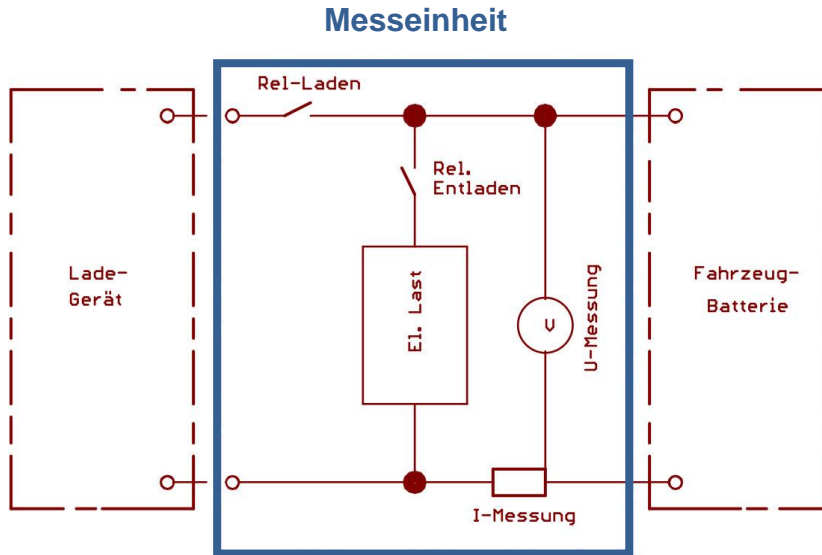 Messeinheit
Rel-Laden
Rel.
Entladen
Lade-
Gerät
El. Last
V
U-Messung
Fahrzeug-
Batterie
I-Messung